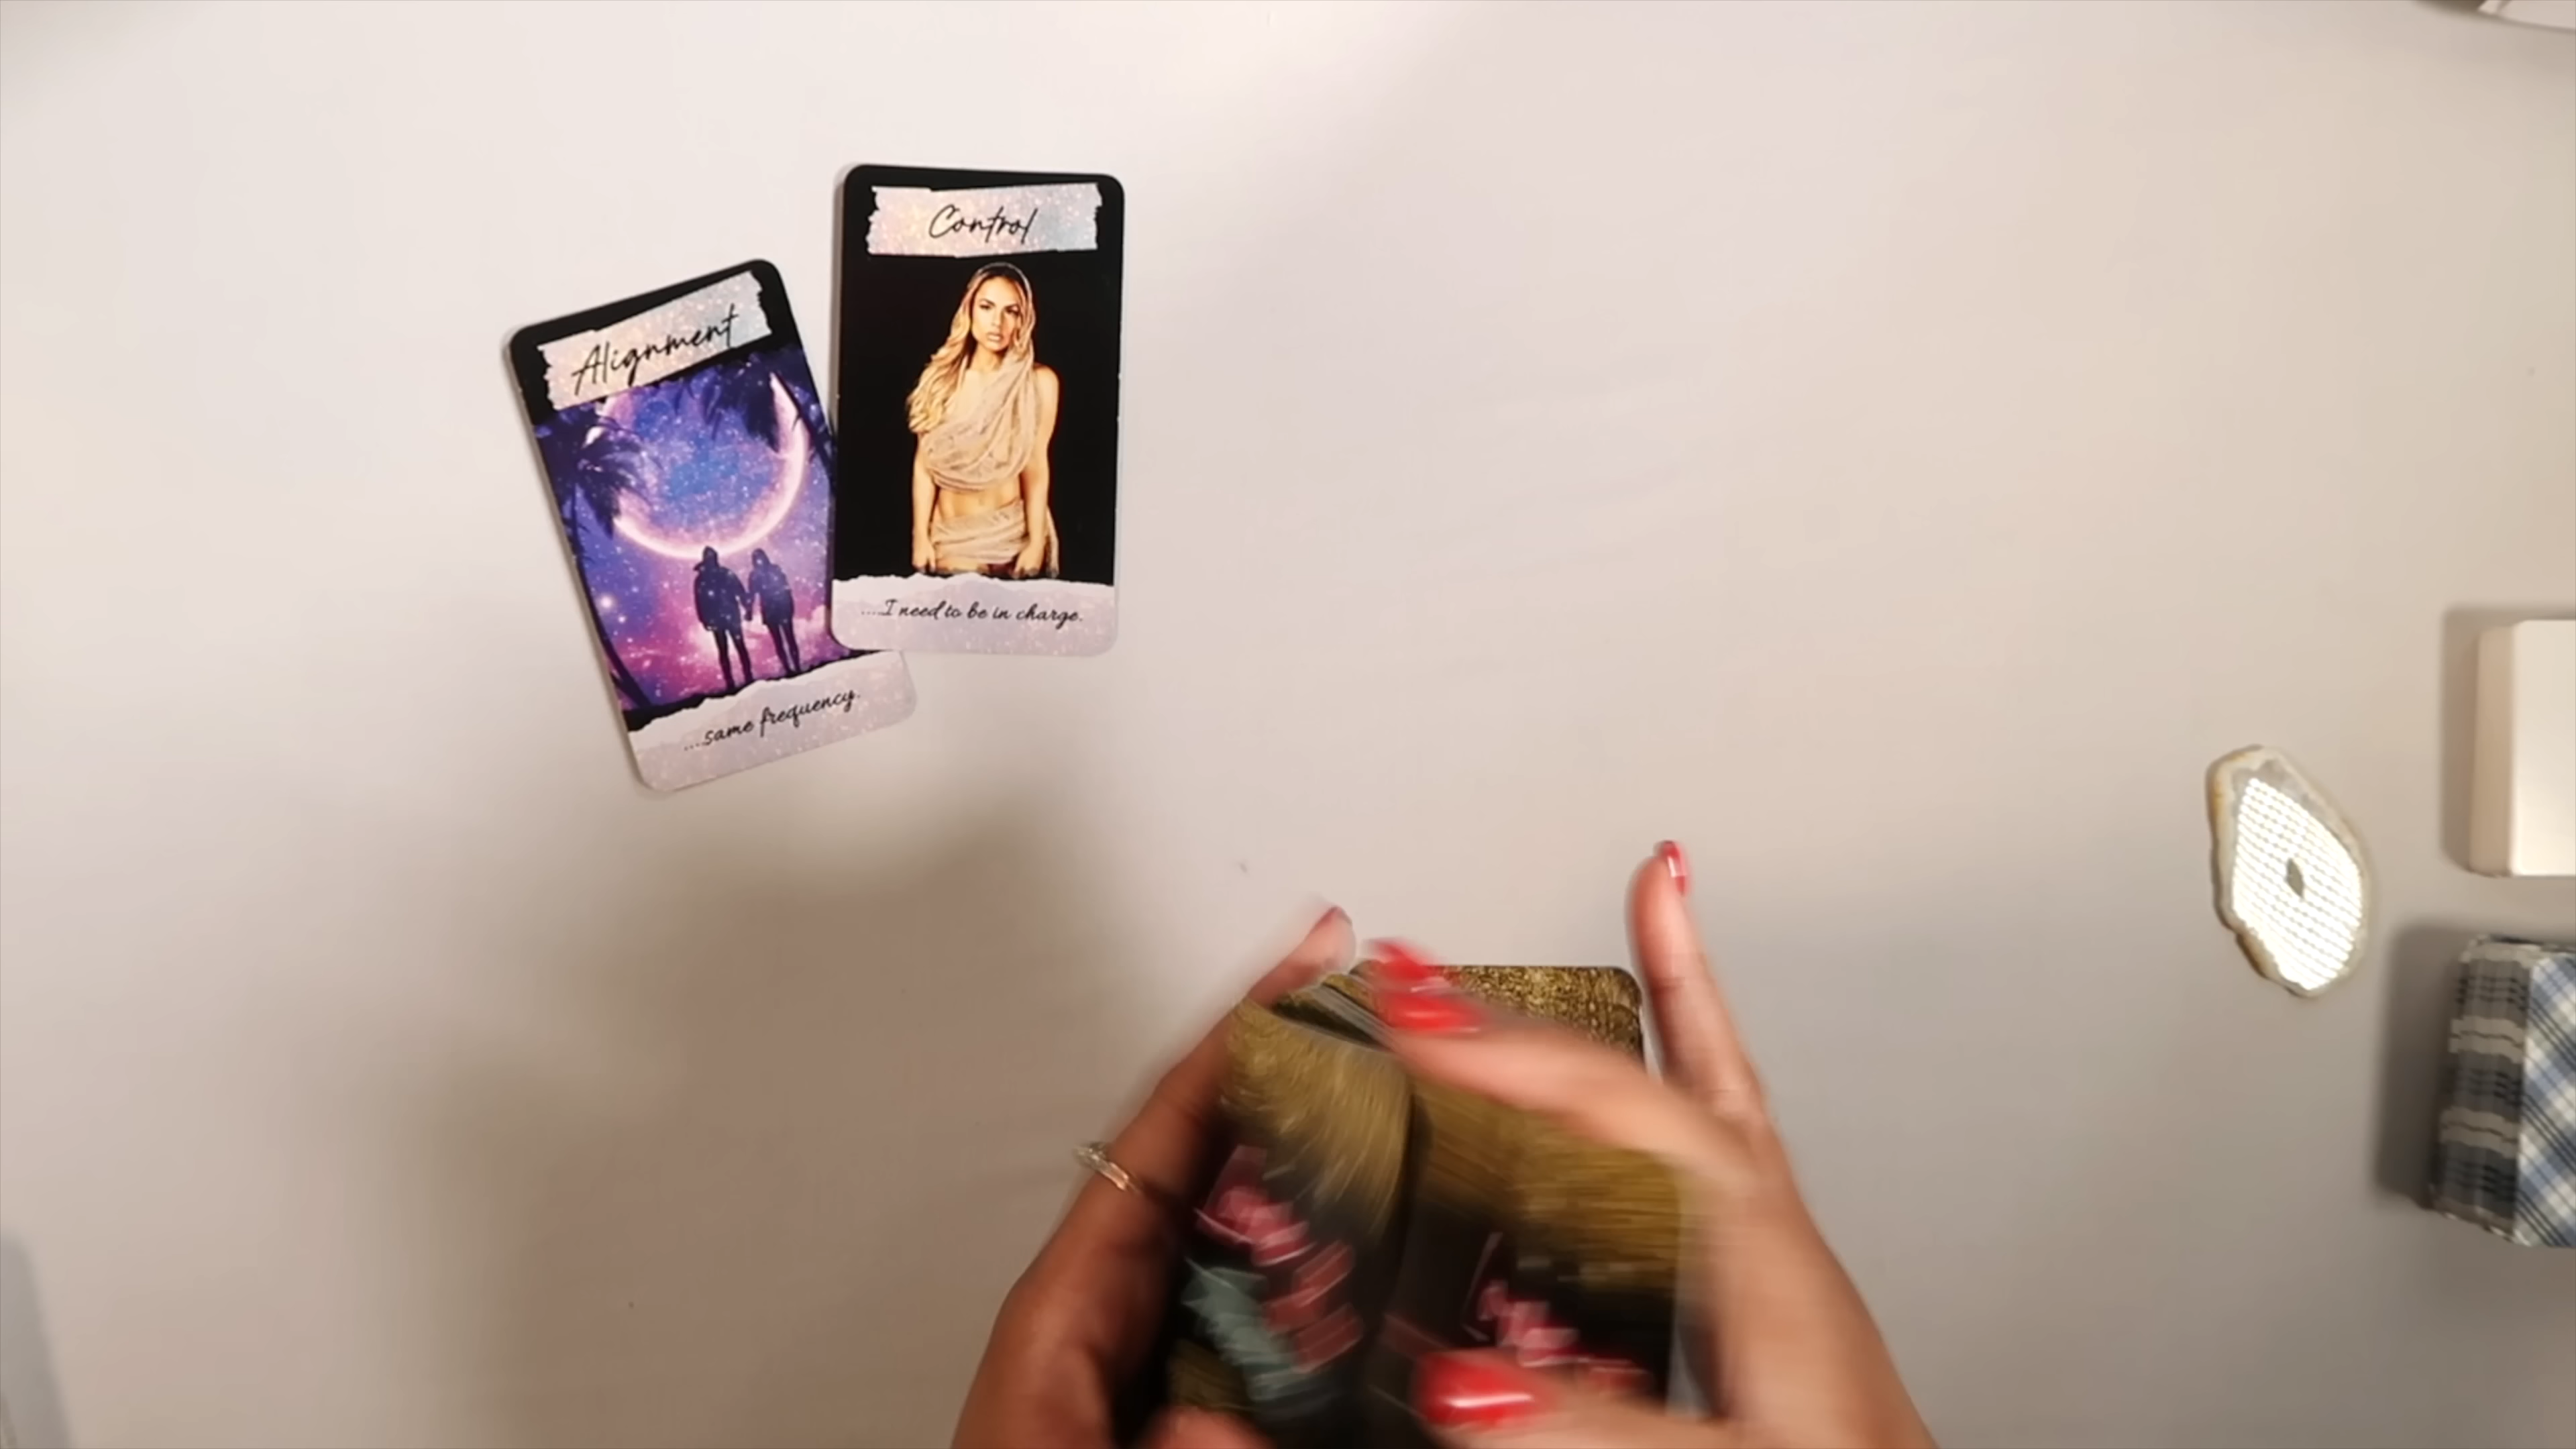 Alignment
....same frequency.
Control
....I need to be in charge.